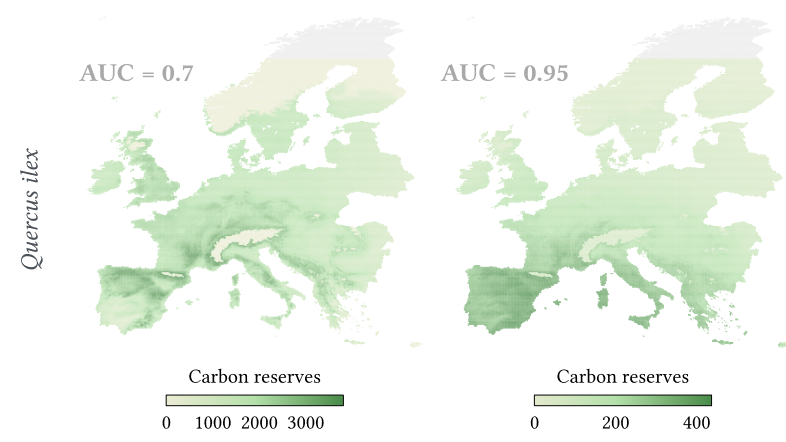 AUC = 0.7
AUC = 0.95
Quercus ilex
Carbon reserves
0 1000 2000 3000
Carbon reserves
0 200 400